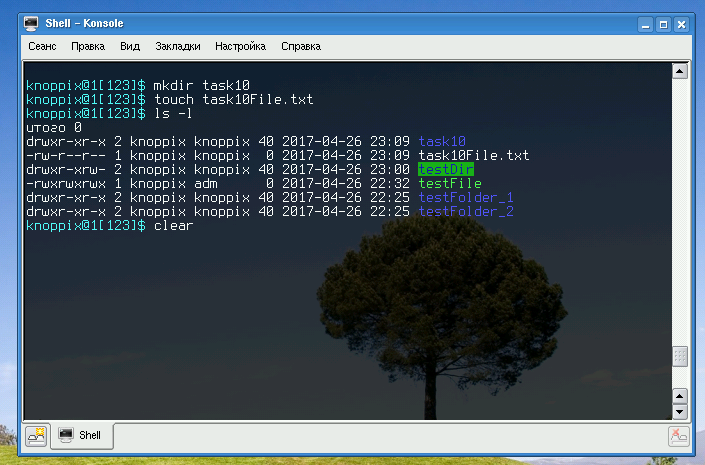 Shell - Konsole
Сеанс Правка Вид Закладки Настройка Справка
knoppix@1[123]$ mkdir task10
knoppix@1[123]$ touch task10File.txt
knoppix@1[123]$ ls -l
итого 0
drwxr-xr-x 2 knoppix knoppix 40 2017-04-26 23:09 task10
-rw-r--r-- 1 knoppix knoppix  0 2017-04-26 23:09 task10File.txt
drwxr-xrw- 2 knoppix knoppix 40 2017-04-26 23:00 testDir
-rwxrwxrwx 1 knoppix adm      0 2017-04-26 22:32 testFile
drwxr-xr-x 2 knoppix knoppix 40 2017-04-26 22:25 testFolder_1
drwxr-xr-x 2 knoppix knoppix 40 2017-04-26 22:25 testFolder_2
knoppix@1[123]$ clear
Shell